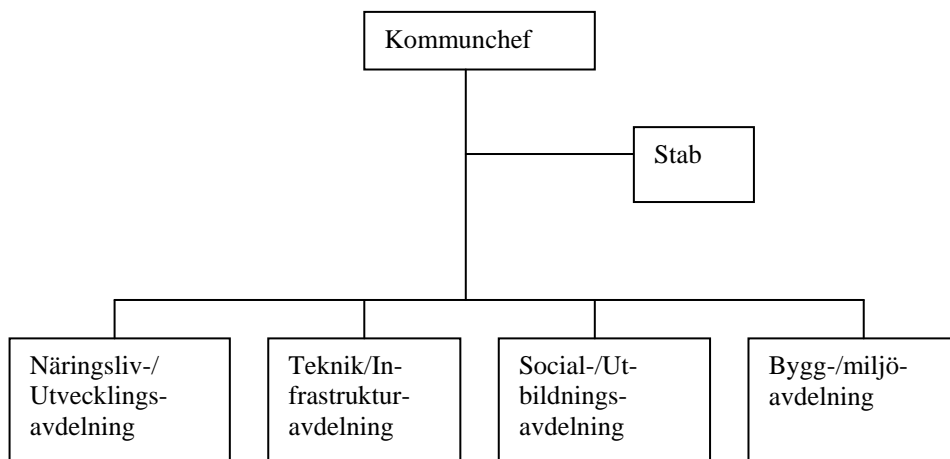 Kommunchef
Stab
Näringsliv-/
Utvecklings-
avdelning
Teknik/In-
frastruktur-
avdelning
Social-/Ut-
bildnings-
avdelning
Bygg-/miljö-
avdelning